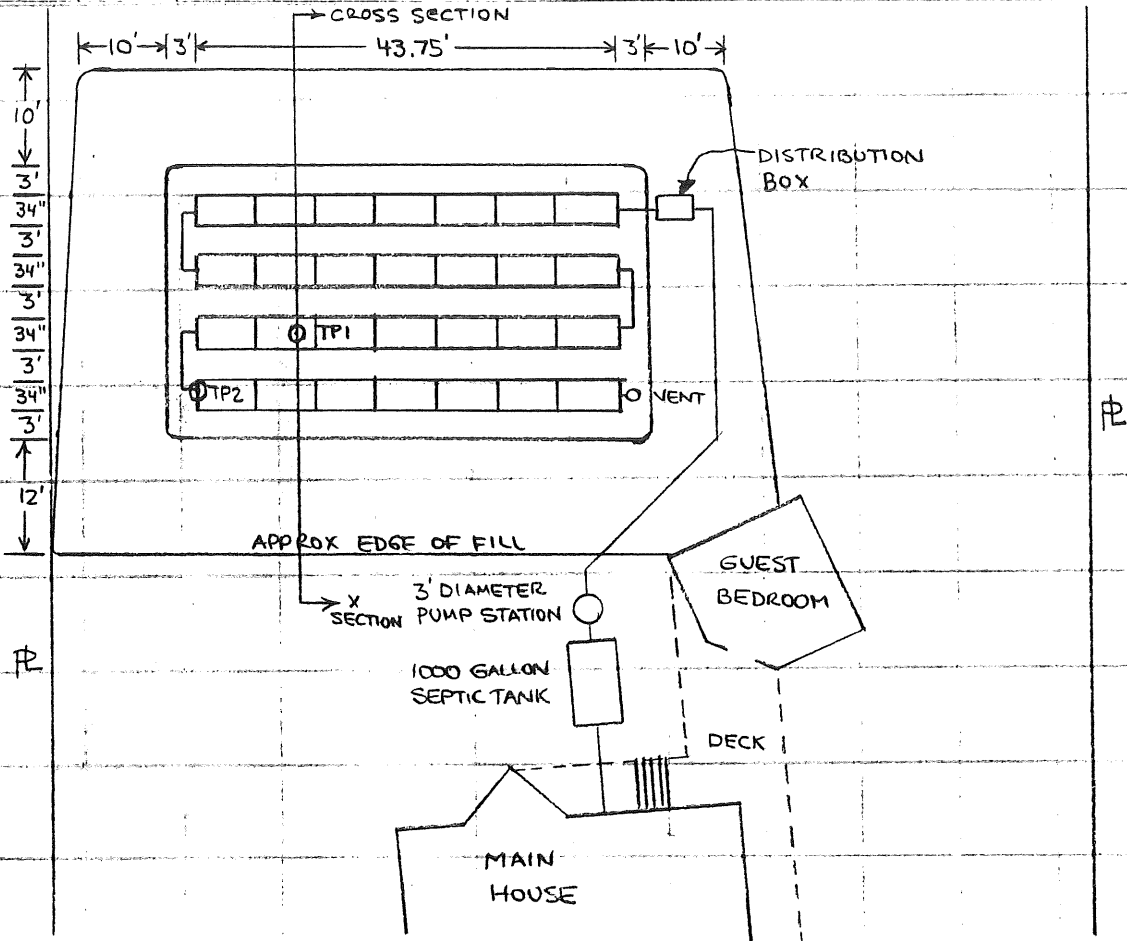 CROSS SECTION
10' 3' 43.75' 3' 10'
10'
3'
34"
3'
34"
3'
34"
3'
34"
3'
12'
DISTRIBUTION
BOX
TP1
TP2
VENT
PL
APPROX EDGE OF FILL
GUEST
BEDROOM
X
SECTION
3' DIAMETER
PUMP STATION
PL
1000 GALLON
SEPTIC TANK
DECK
MAIN
HOUSE